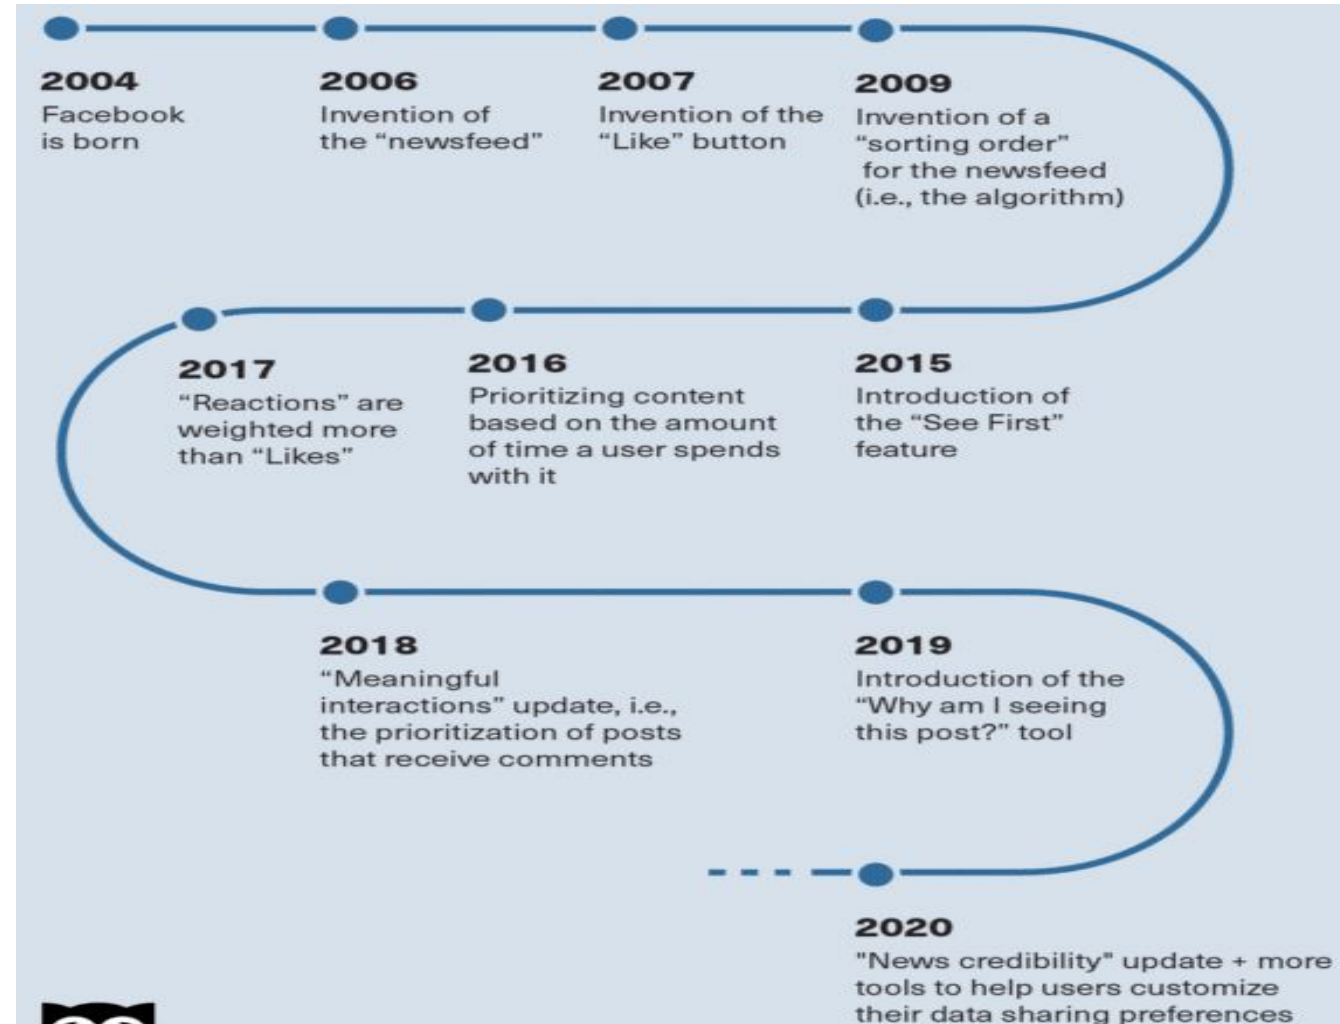 2004
Facebook
is born
2006
Invention of
the “newsfeed”
2007
Invention of the
“Like” button
2009
Invention of a
“sorting order”
for the newsfeed
(i.e., the algorithm)
2015
Introduction of
the “See First”
feature
2016
Prioritizing content
based on the amount
of time a user spends
with it
2017
“Reactions” are
weighted more
than “Likes”
2018
“Meaningful
interactions” update, i.e.,
the prioritization of posts
that receive comments
2019
Introduction of the
“Why am I seeing
this post?” tool
2020
"News credibility" update + more
tools to help users customize
their data sharing preferences